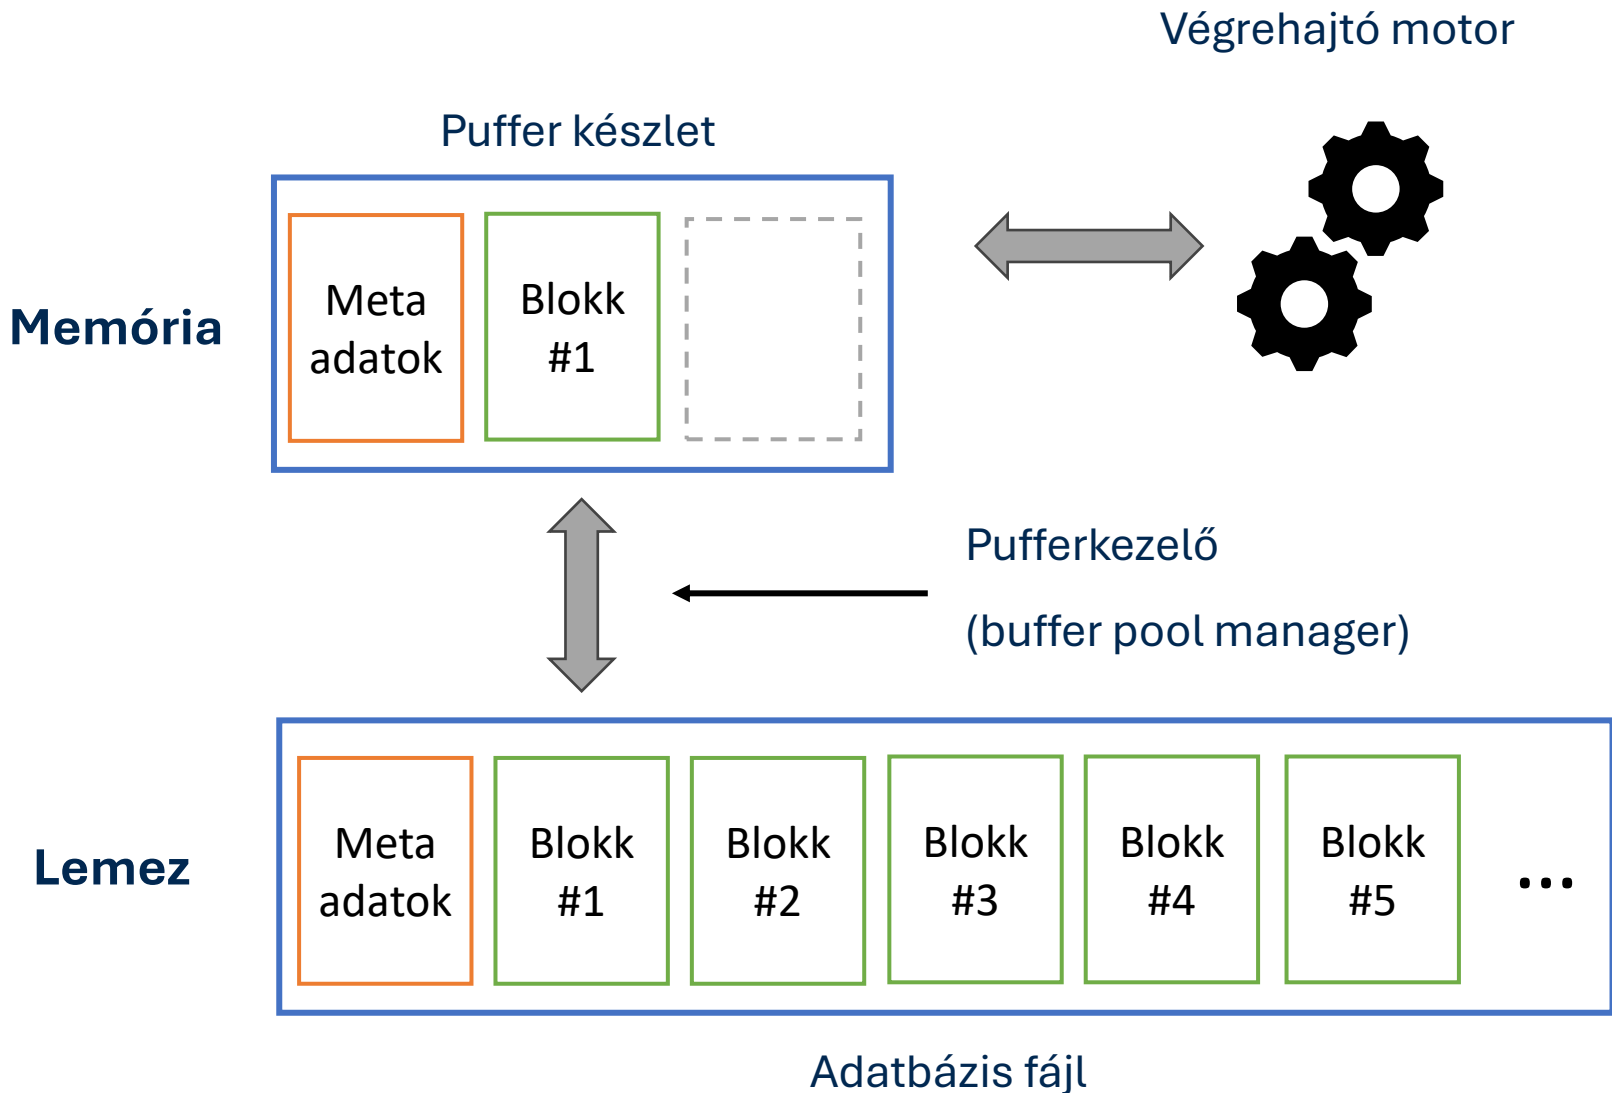 Végrehajtó motor
Puffer készlet
Memória
Meta
adatok
Blokk
#1
Pufferkezelő
(buffer pool manager)
Lemez
Meta
adatok
Blokk
#1
Blokk
#2
Blokk
#3
Blokk
#4
Blokk
#5
...
Adatbázis fájl